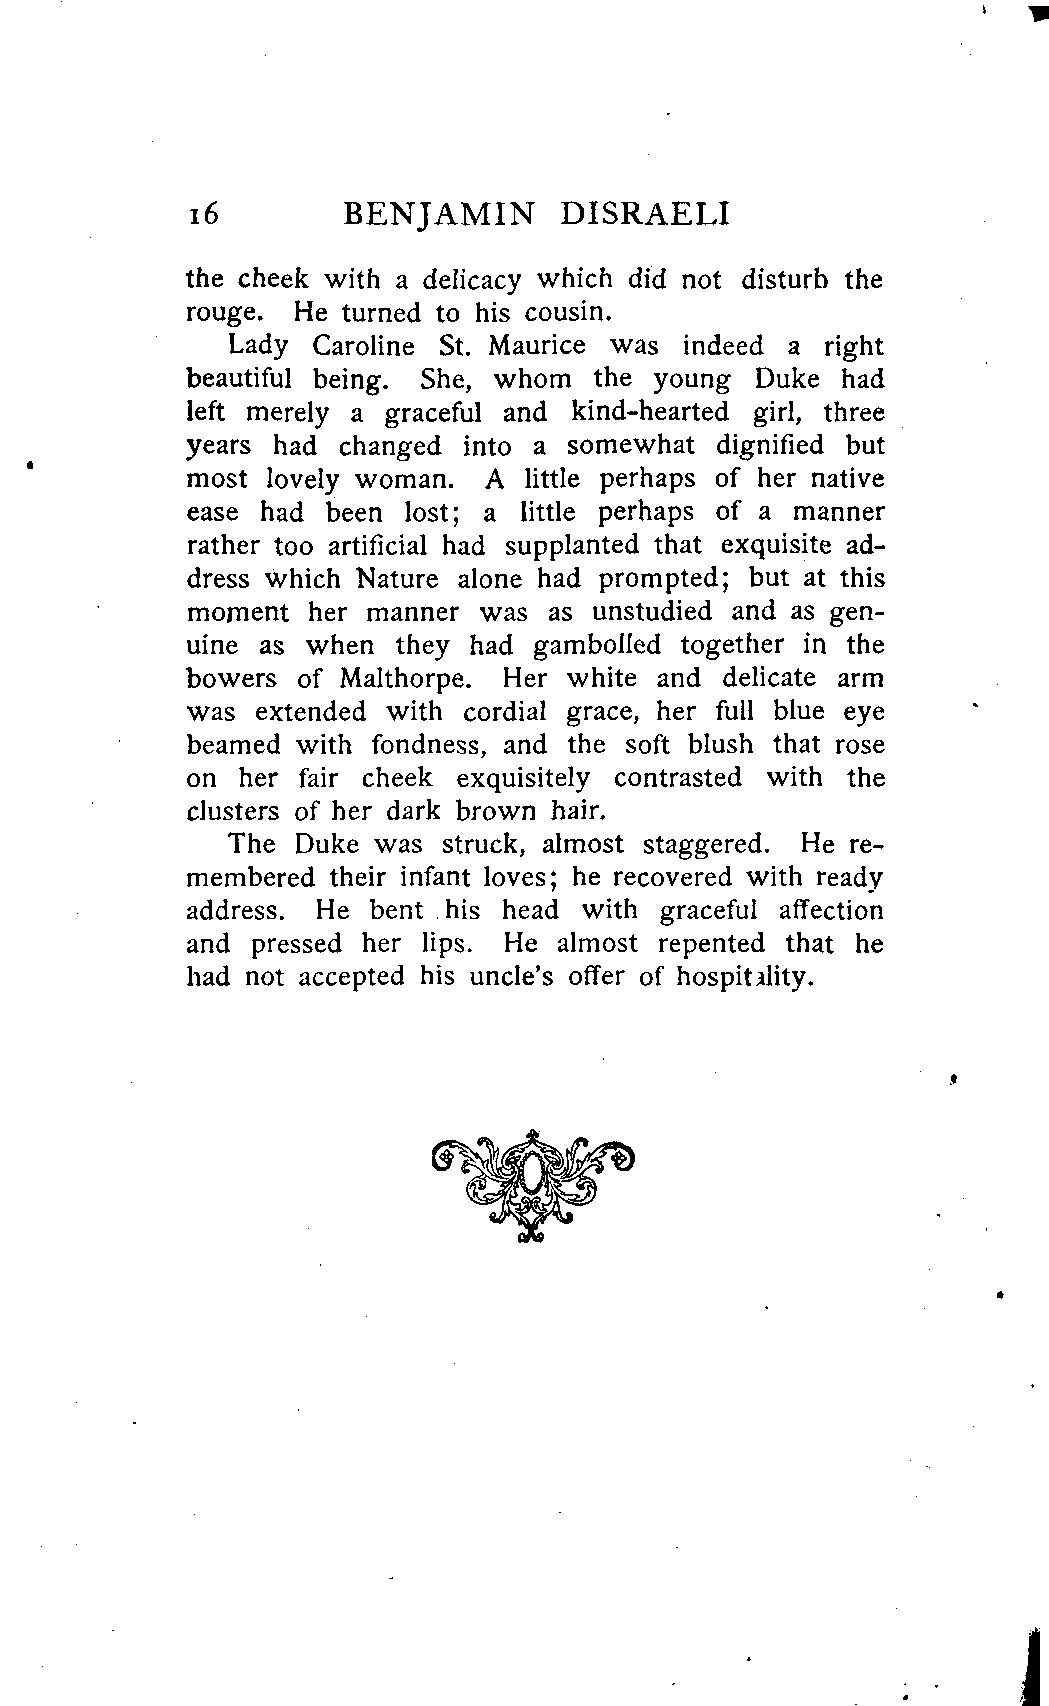 16 BENJAMIN DISRAELI
the cheek with a delicacy which did not disturb the
rouge. He turned to his cousin.
Lady Caroline St. Maurice was indeed a right
beautiful being. She, whom the young Duke had
left merely a graceful and kind-hearted girl, three
years had changed into a somewhat dignified but
most lovely woman. A little perhaps of her native
ease had been lost; a little perhaps of a manner
rather too artificial had supplanted that exquisite ad-
dress which Nature alone had prompted; but at this
moment her manner was as unstudied and as gen-
uine as when they had gambolled together in the
bowers of Malthorpe. Her white and delicate arm
was extended with cordial grace, her full blue eye
beamed with fondness, and the soft blush that rose
on her fair cheek exquisitely contrasted with the
clusters of her dark brown hair.
The Duke was struck, almost staggered. He re-
membered their infant loves; he recovered with ready
address. He bent his head with graceful affection
and pressed her lips. He almost repented that he
had not accepted his uncle's offer of hospitality.